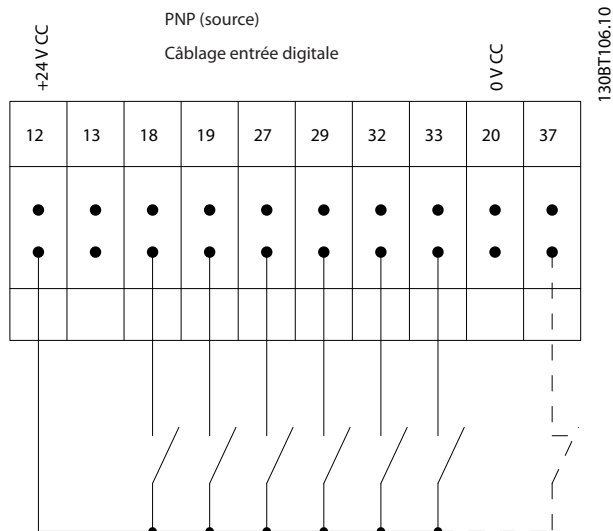 PNP (source)
Câblage entrée digitale
+24 V CC
0 V CC
130BT106.10
12 13 18 19 27 29 32 33 20 37